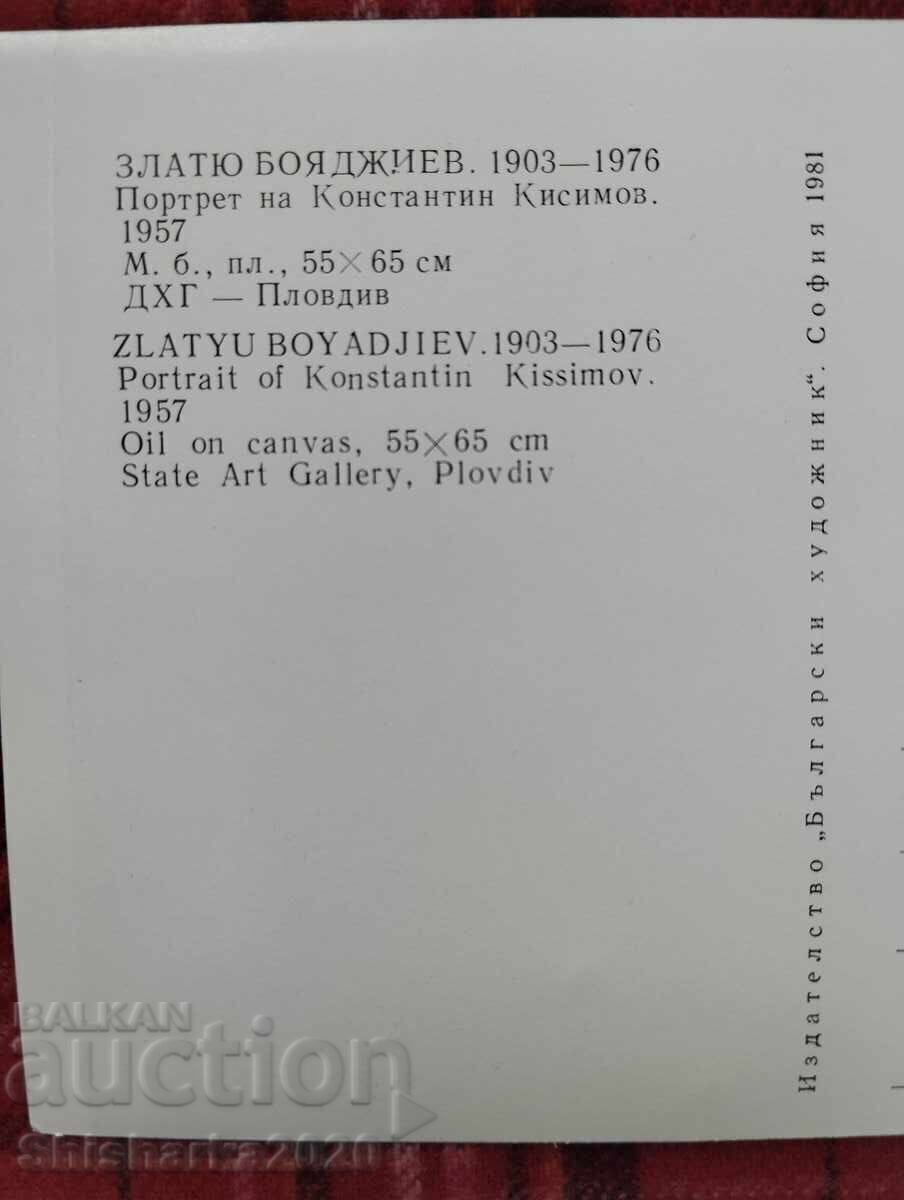 ЗЛАТЮ БОЯДЖИЕВ. 1903—1976
Портрет на Константин Кисимов.
1957
М. б., пл., 55×65 см
ДХГ — Пловдив
ZLATYU BOYADJIEV. 1903—1976
Portrait of Konstantin Kissimov.
1957
Oil on canvas, 55×65 cm
State Art Gallery, Plovdiv
Издателство „Български художник“. София 1981
BALKAN
auction
Shisharka2020